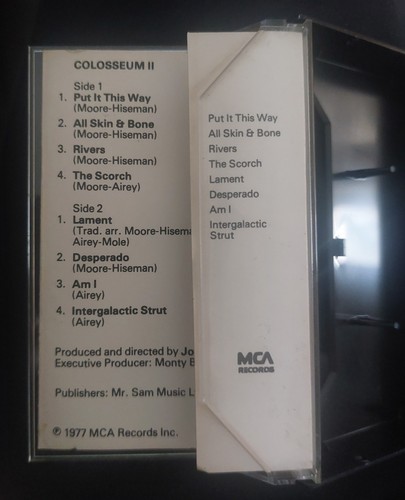 COLOSSEUM II
Side 1
1. Put It This Way
(Moore-Hiseman)
2. All Skin & Bone
(Moore-Hiseman)
3. Rivers
(Moore-Hiseman)
4. The Scorch
(Moore-Airey)
Side 2
1. Lament
(Trad. arr. Moore-Hisema
Airey-Mole)
2. Desperado
(Moore-Hiseman)
3. Am I
(Airey)
4. Intergalactic Strut
(Airey)
Produced and directed by Jo
Executive Producer: Monty B
Publishers: Mr. Sam Music L
℗ 1977 MCA Records Inc.
Put It This Way
All Skin & Bone
Rivers
The Scorch
Lament
Desperado
Am I
Intergalactic
Strut
MCA
RECORDS